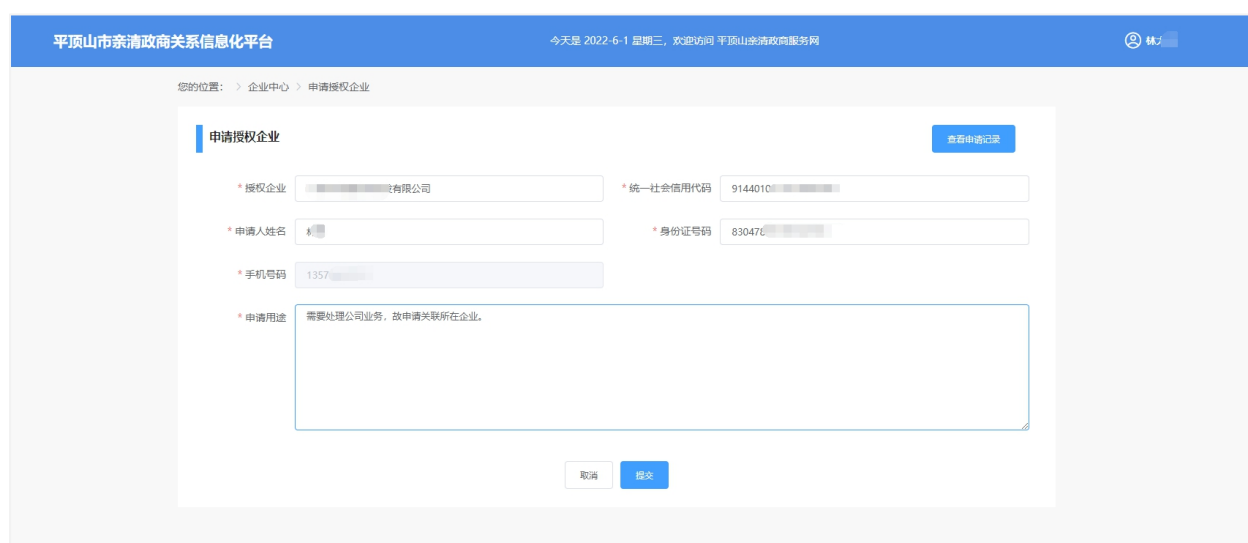 平顶山市亲清政商关系信息化平台
今天是 2022-6-1 星期三，欢迎访问 平顶山亲清政商服务网
林
您的位置： > 企业中心 > 申请授权企业
申请授权企业
查看申请记录
* 授权企业 有限公司
* 统一社会信用代码 9144010
* 申请人姓名
* 身份证号码 830478
* 手机号码 1357
* 申请用途 需要处理公司业务，故申请关联所在企业。
取消 提交